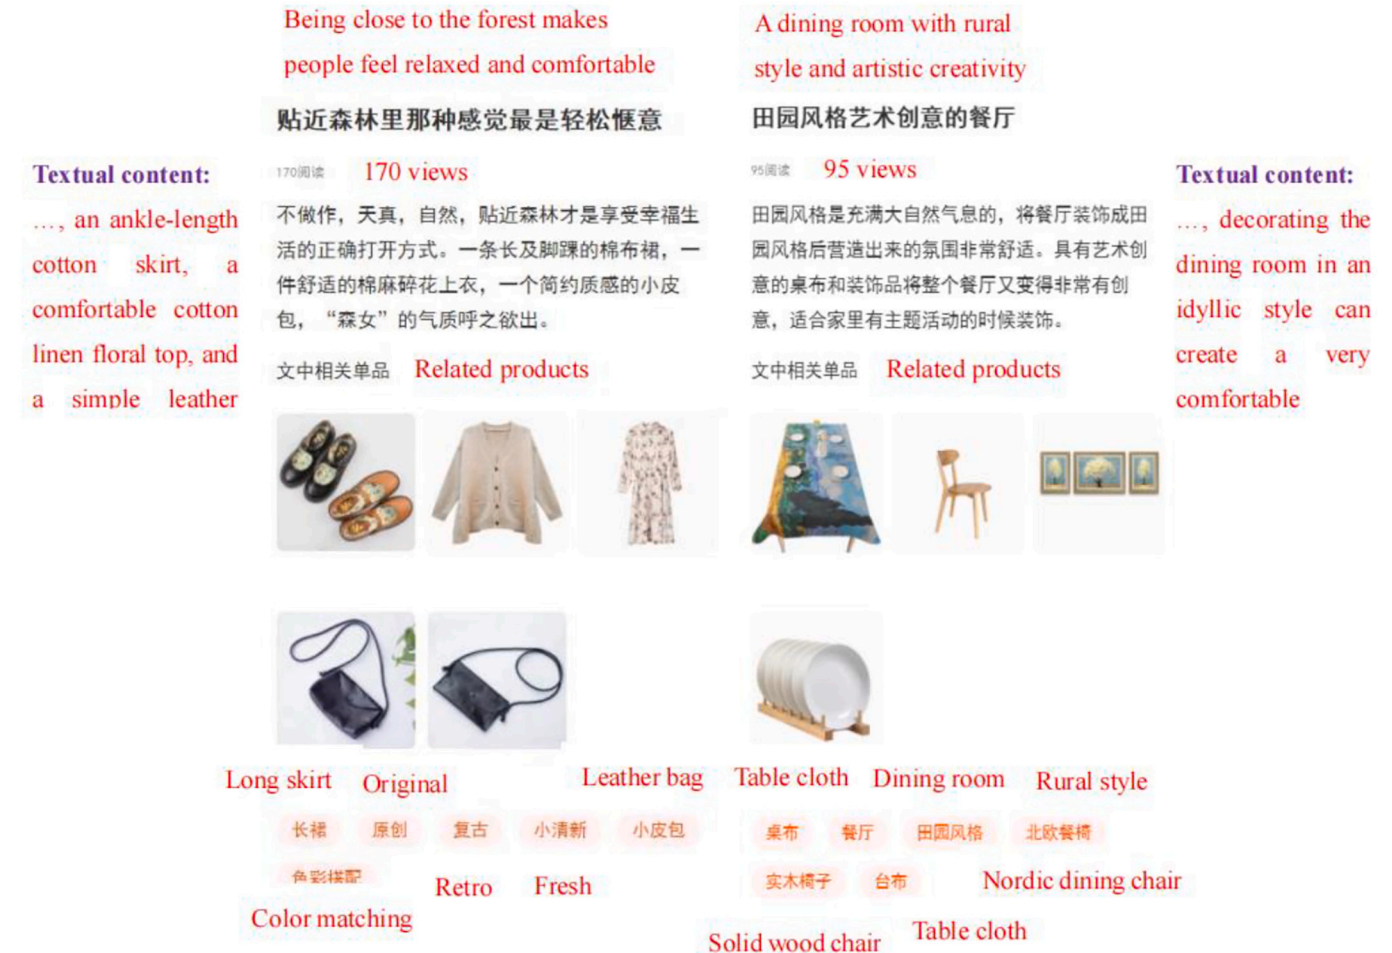 Being close to the forest makes
people feel relaxed and comfortable
贴近森林里那种感觉最是轻松惬意
170阅读
170 views
Textual content:
…, an ankle-length
cotton skirt, a
comfortable cotton
linen floral top, and
a simple leather
不做作，天真，自然，贴近森林才是享受幸福生
活的正确打开方式。一条长及脚踝的棉布裙，一
件舒适的棉麻碎花上衣，一个简约质感的小皮
包，“森女”的气质呼之欲出。
文中相关单品
Related products
Long skirt
Original
Leather bag
长裙
原创
复古
小清新
小皮包
色彩搭配
Retro
Fresh
Color matching
A dining room with rural
style and artistic creativity
田园风格艺术创意的餐厅
95阅读
95 views
Textual content:
…, decorating the
dining room in an
idyllic style can
create a very
comfortable
田园风格是充满大自然气息的，将餐厅装饰成田
园风格后营造出来的氛围非常舒适。具有艺术创
意的桌布和装饰品将整个餐厅又变得非常有创
意，适合家里有主题活动的时候装饰。
文中相关单品
Related products
Table cloth
Dining room
Rural style
桌布
餐厅
田园风格
北欧餐椅
实木椅子
台布
Nordic dining chair
Solid wood chair
Table cloth